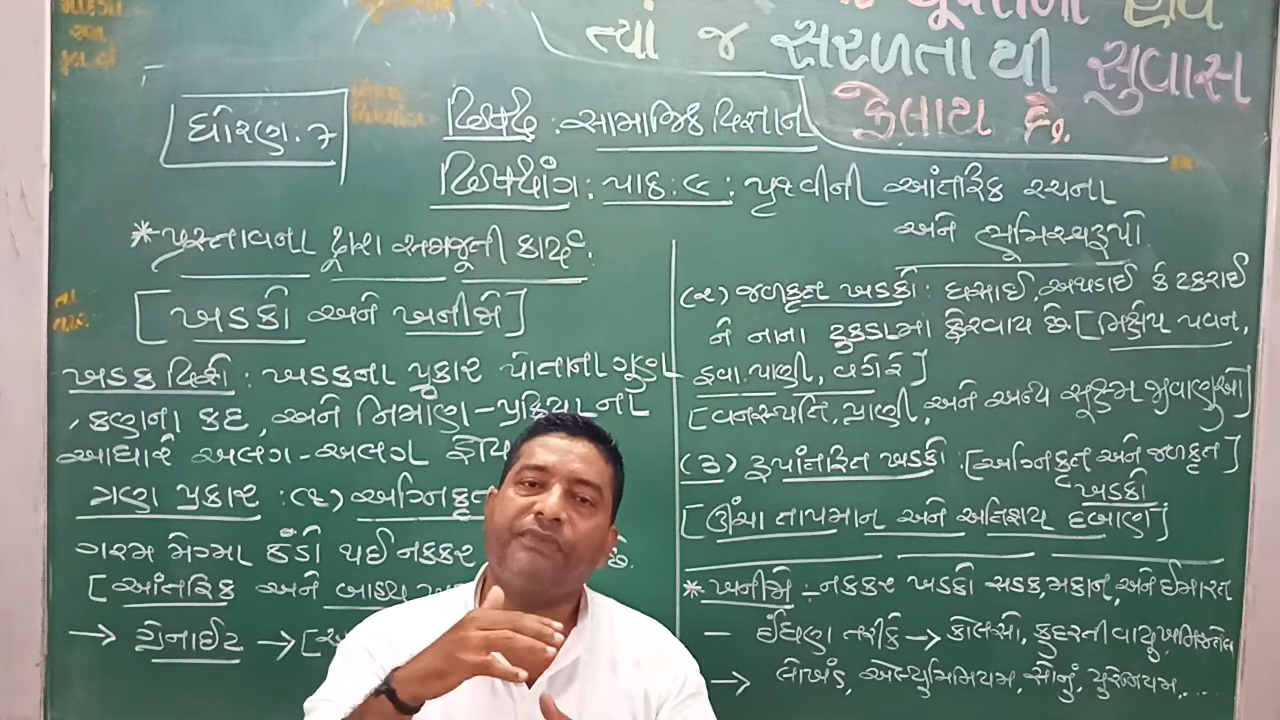 ત્યાં જ સરળતાથી સુવાસ
ફેલાય છે.
ધોરણ: ૭
વિષય : સામાજિક વિજ્ઞાન
વિષયાંગ : પાઠ : ૯ : પૃથ્વીની આંતરિક રચના
અને ભૂમિસ્વરૂપો
*પ્રસ્તાવના દ્વારા સમજૂતી કાર્ય:
[ખડકો અને ખનીજો]
ખડક વિશે : ખડકના પ્રકાર પોતાના ગુણ
, કણના કદ, અને નિર્માણ-પ્રક્રિયાના
આધારે અલગ-અલગ હોય
ત્રણ પ્રકાર : (૧) અગ્નિકૃત
ગરમ મેગ્મા ઠંડો થઈ નક્કર છે.
[આંતરિક અને બાહ્ય
→ ગ્રેનાઈટ → [
(૨) જળકૃત ખડકો : ઘસાઈ, અથડાઈ કે ટકરાઈ
ને નાના ટુકડામાં ફેરવાય છે. [નિક્ષેપ પવન,
હવા, પાણી, વગેરે]
[વનસ્પતિ, પ્રાણી, અને અન્ય સૂક્ષ્મ જીવાણુઓ]
(૩) રૂપાંતરિત ખડકો : [અગ્નિકૃત અને જળકૃત]
ખડકો
[ઊંચા તાપમાન અને અતિશય દબાણ]
* ખનીજો :- નક્કર ખડકો સડક, મકાન, અને ઈમારત
- ઈંધણ તરીકે → કોલસો, કુદરતી વાયુ, ખનિજતેલ
→ લોખંડ, એલ્યુમિનિયમ, સોનું, યુરેનિયમ,....